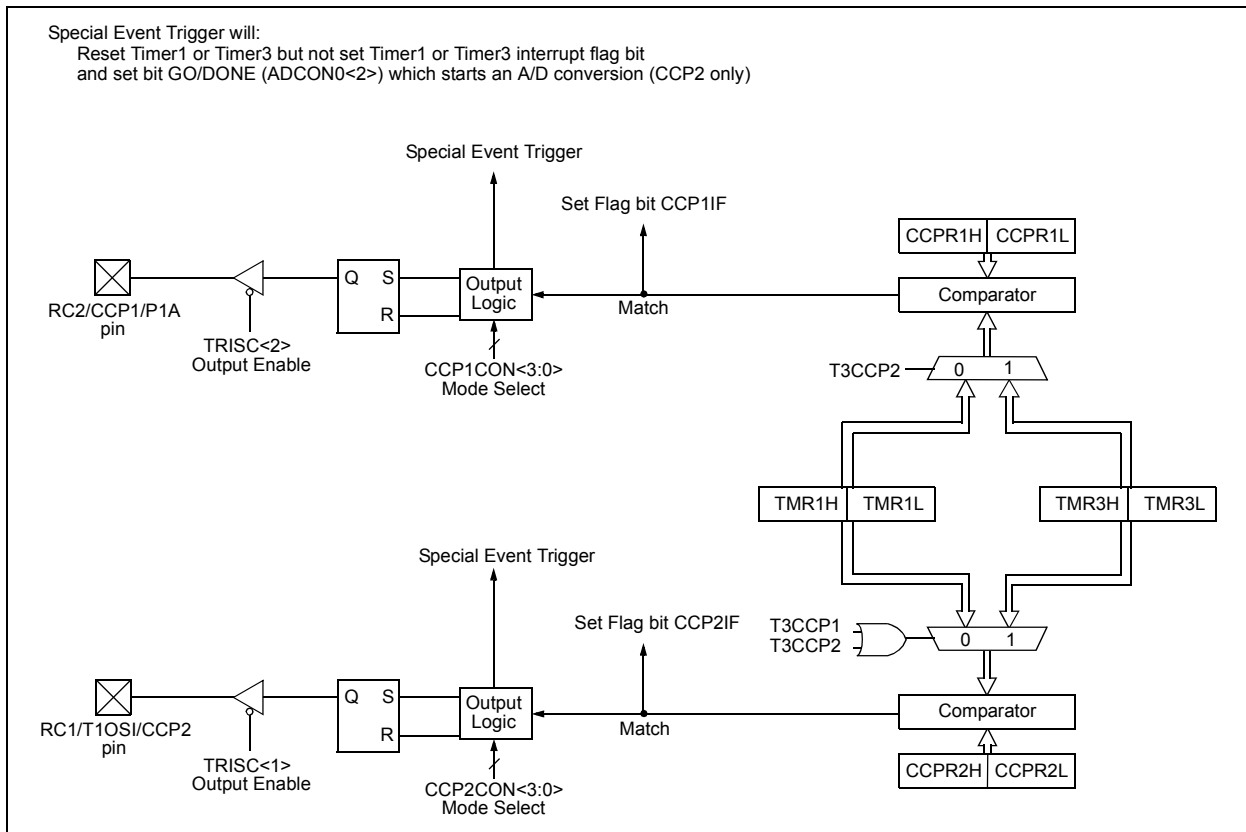 Special Event Trigger will:
Reset Timer1 or Timer3 but not set Timer1 or Timer3 interrupt flag bit
and set bit GO/DONE (ADCON0<2>) which starts an A/D conversion (CCP2 only)
Special Event Trigger
Set Flag bit CCP1IF
CCPR1H CCPR1L
Q S
R
Output
Logic
Comparator
RC2/CCP1/P1A
pin
Match
TRISC<2>
Output Enable
CCP1CON<3:0>
Mode Select
T3CCP2
0 1
TMR1H TMR1L
TMR3H TMR3L
Special Event Trigger
Set Flag bit CCP2IF
T3CCP1
T3CCP2
0 1
Q S
R
Output
Logic
Comparator
RC1/T1OSI/CCP2
pin
Match
TRISC<1>
Output Enable
CCP2CON<3:0>
Mode Select
CCPR2H CCPR2L